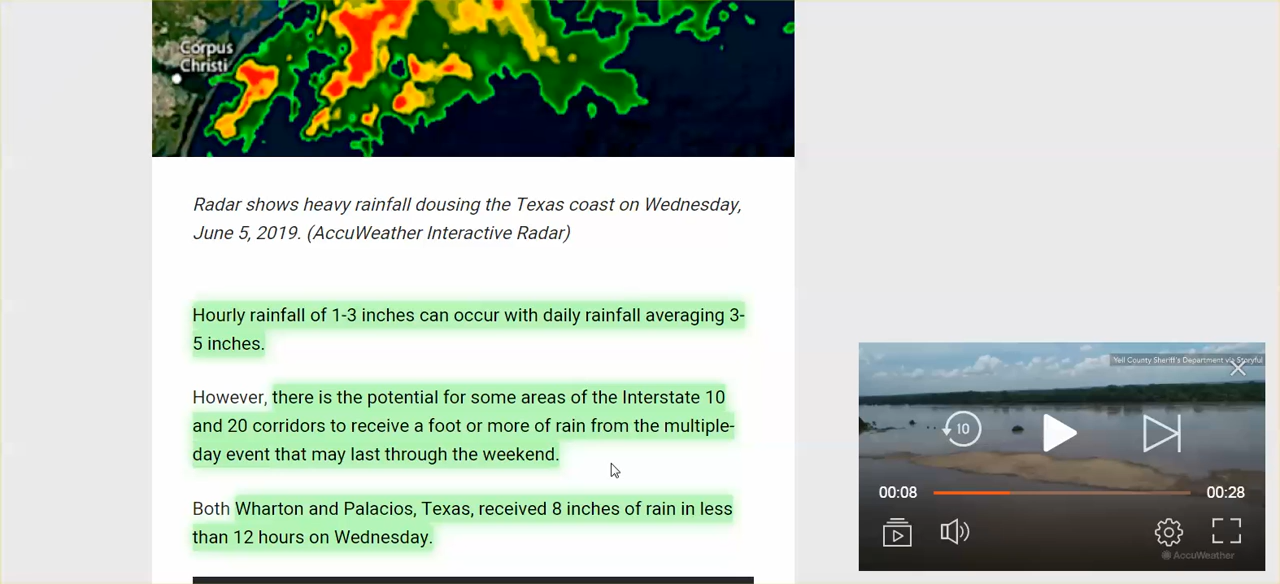 Corpus
Christi
Radar shows heavy rainfall dousing the Texas coast on Wednesday,
June 5, 2019. (AccuWeather Interactive Radar)
Hourly rainfall of 1-3 inches can occur with daily rainfall averaging 3-
5 inches.
However, there is the potential for some areas of the Interstate 10
and 20 corridors to receive a foot or more of rain from the multiple-
day event that may last through the weekend.
Both Wharton and Palacios, Texas, received 8 inches of rain in less
than 12 hours on Wednesday.
Yell County Sheriff's Department via Storyful
10
00:08
00:28
AccuWeather